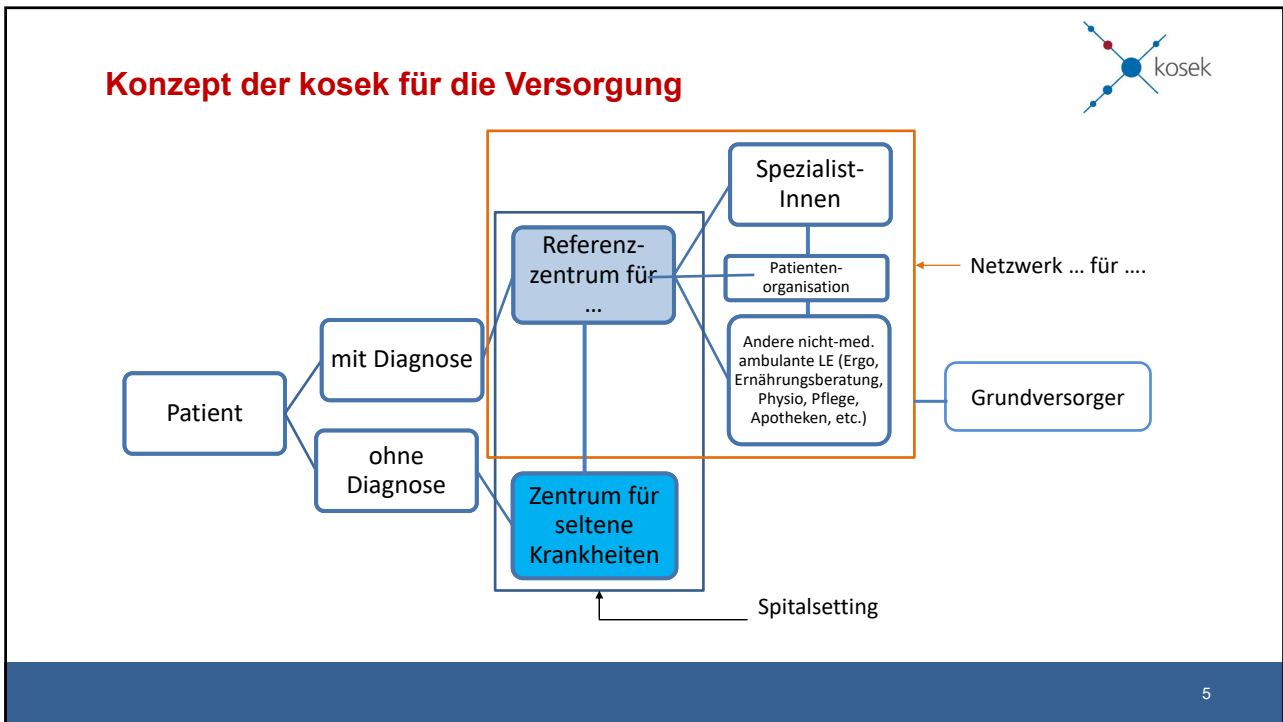 kosek
Konzept der kosek für die Versorgung
Spezialist-
Innen
Referenz-
zentrum für
...
Patienten-
organisation
Netzwerk ... für ....
mit Diagnose
Andere nicht-med.
ambulante LE (Ergo,
Ernährungsberatung,
Physio, Pflege,
Apotheken, etc.)
Grundversorger
Patient
ohne
Diagnose
Zentrum für
seltene
Krankheiten
Spitalsetting
5